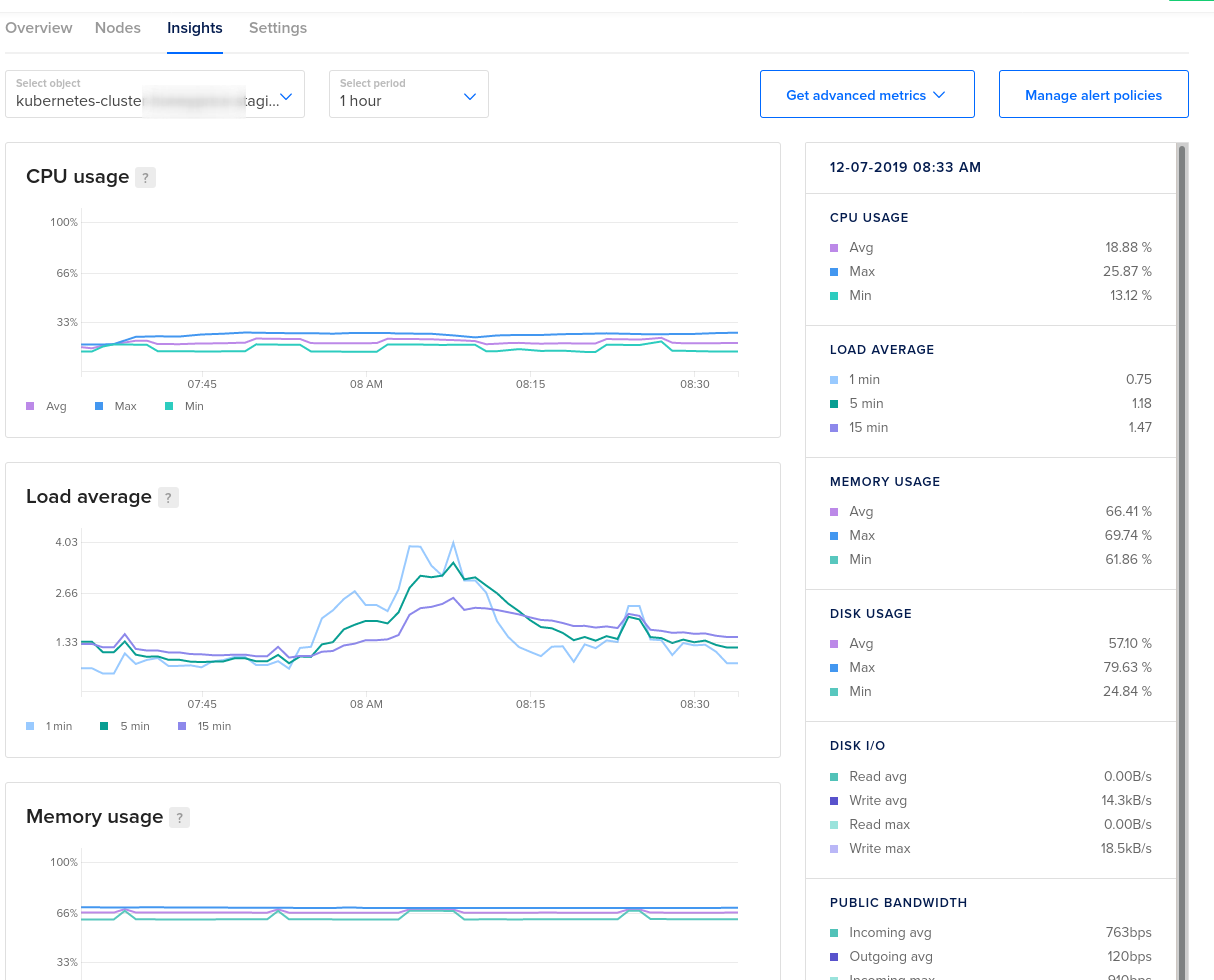 Overview Nodes Insights Settings
Select object
kubernetes-cluster tagi...
Select period
1 hour
Get advanced metrics
Manage alert policies
CPU usage ?
100%
66%
33%
07:45 08 AM 08:15 08:30
Avg Max Min
Load average ?
4.03
2.66
1.33
07:45 08 AM 08:15 08:30
1 min 5 min 15 min
Memory usage ?
100%
66%
33%
12-07-2019 08:33 AM
CPU USAGE
Avg 18.88 %
Max 25.87 %
Min 13.12 %
LOAD AVERAGE
1 min 0.75
5 min 1.18
15 min 1.47
MEMORY USAGE
Avg 66.41 %
Max 69.74 %
Min 61.86 %
DISK USAGE
Avg 57.10 %
Max 79.63 %
Min 24.84 %
DISK I/O
Read avg 0.00B/s
Write avg 14.3kB/s
Read max 0.00B/s
Write max 18.5kB/s
PUBLIC BANDWIDTH
Incoming avg 763bps
Outgoing avg 120bps
Incoming max 910bps